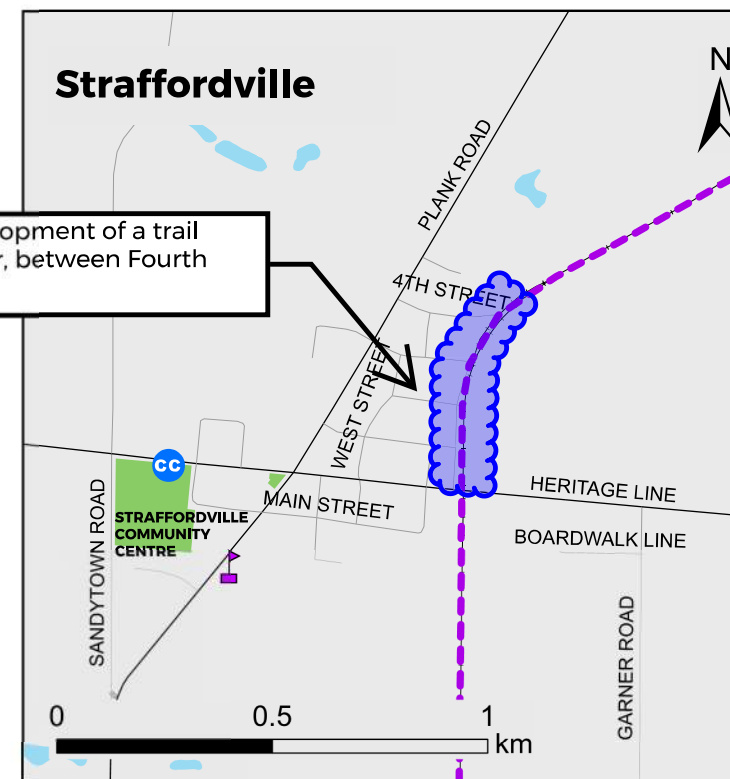 Straffordville
N
PLANK ROAD
opment of a trail
, between Fourth
4TH STREET
WEST STREET
CC
HERITAGE LINE
MAIN STREET
STRAFFORDVILLE
COMMUNITY
CENTRE
BOARDWALK LINE
SANDYTOWN ROAD
GARNER ROAD
0 0.5 1
km